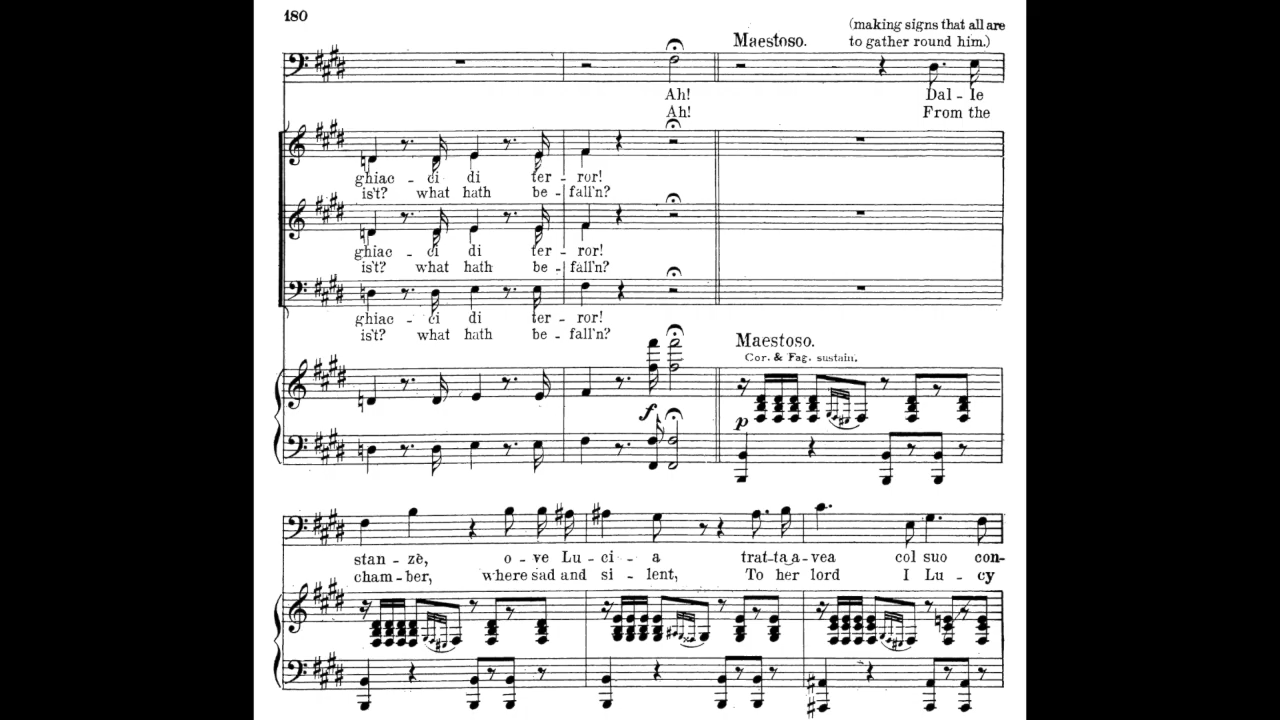 180
(making signs that all are
Maestoso. to gather round him.)
Ah! Dal - le
Ah! From the
ghiac - ci di ter - ror!
is't? what hath be - fall'n?
ghiac - ci di ter - ror!
is't? what hath be - fall'n?
ghiac - ci di ter - ror!
is't? what hath be - fall'n?
Maestoso.
Cor. & Fag. sustain.
f
p
stan - ze, o - ve Lu - ci - a trat-ta a-vea col suo con-
cham - ber, where sad and si - lent, To her lord I Lu - cy